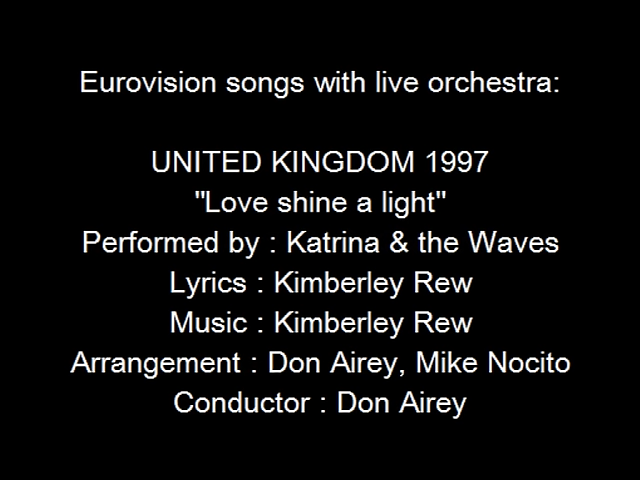 Eurovision songs with live orchestra:
UNITED KINGDOM 1997
"Love shine a light"
Performed by : Katrina & the Waves
Lyrics : Kimberley Rew
Music : Kimberley Rew
Arrangement : Don Airey, Mike Nocito
Conductor : Don Airey